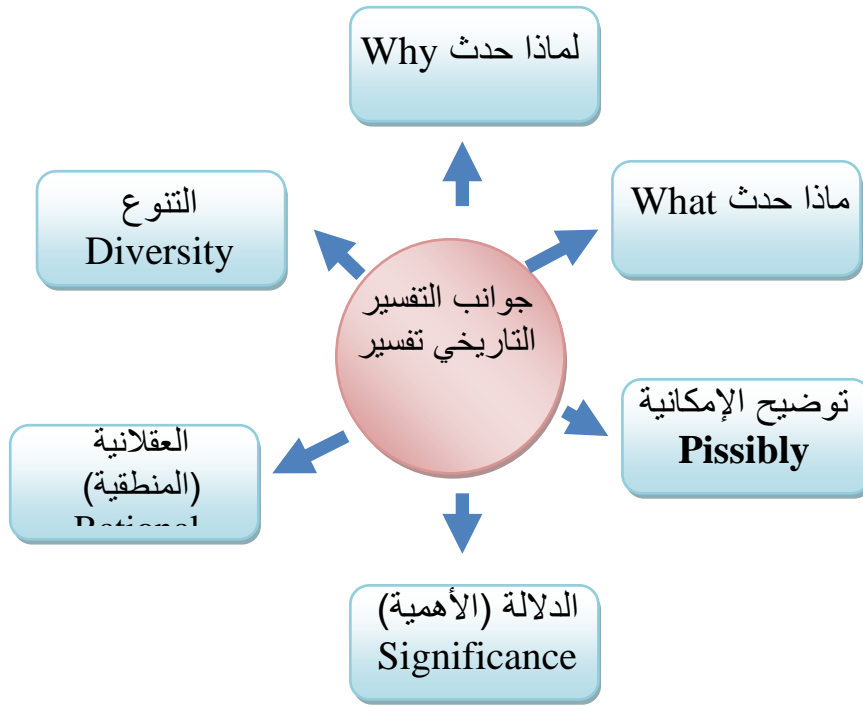 لماذا حدث Why
ماذا حدث What
التنوع
Diversity
جوانب التفسير
التاريخي تفسير
توضيح الإمكانية
Pissibly
العقلانية
(المنطقية)
الدلالة (الأهمية)
Significance